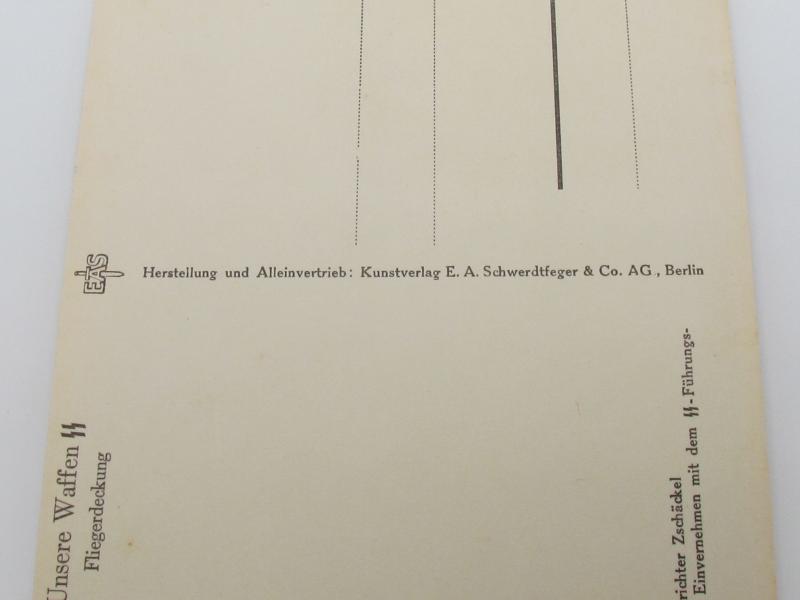 Unsere Waffen ᛋᛋ
Fliegerdeckung
EAS
Herstellung und Alleinvertrieb: Kunstverlag E. A. Schwerdtfeger & Co. AG., Berlin
richter Zschäckel
Einvernehmen mit dem ᛋᛋ-Führungs-